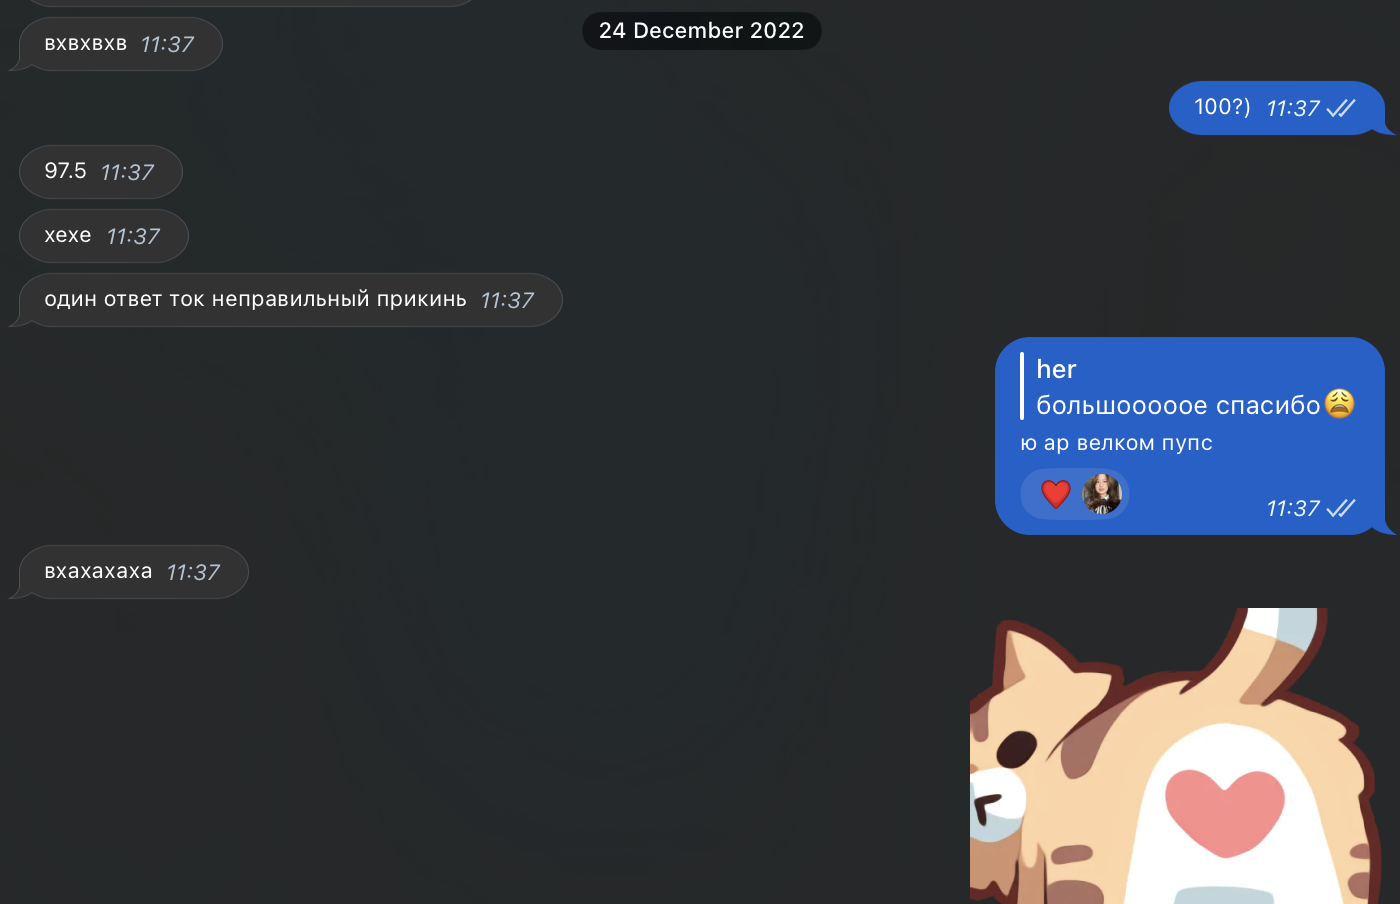 24 December 2022
вхвхвхв 11:37
100?) 11:37
97.5 11:37
хехе 11:37
один ответ ток неправильный прикинь 11:37
her
большооооое спасибо😩
ю ар велком пупс
❤️ 11:37
вхахахаха 11:37